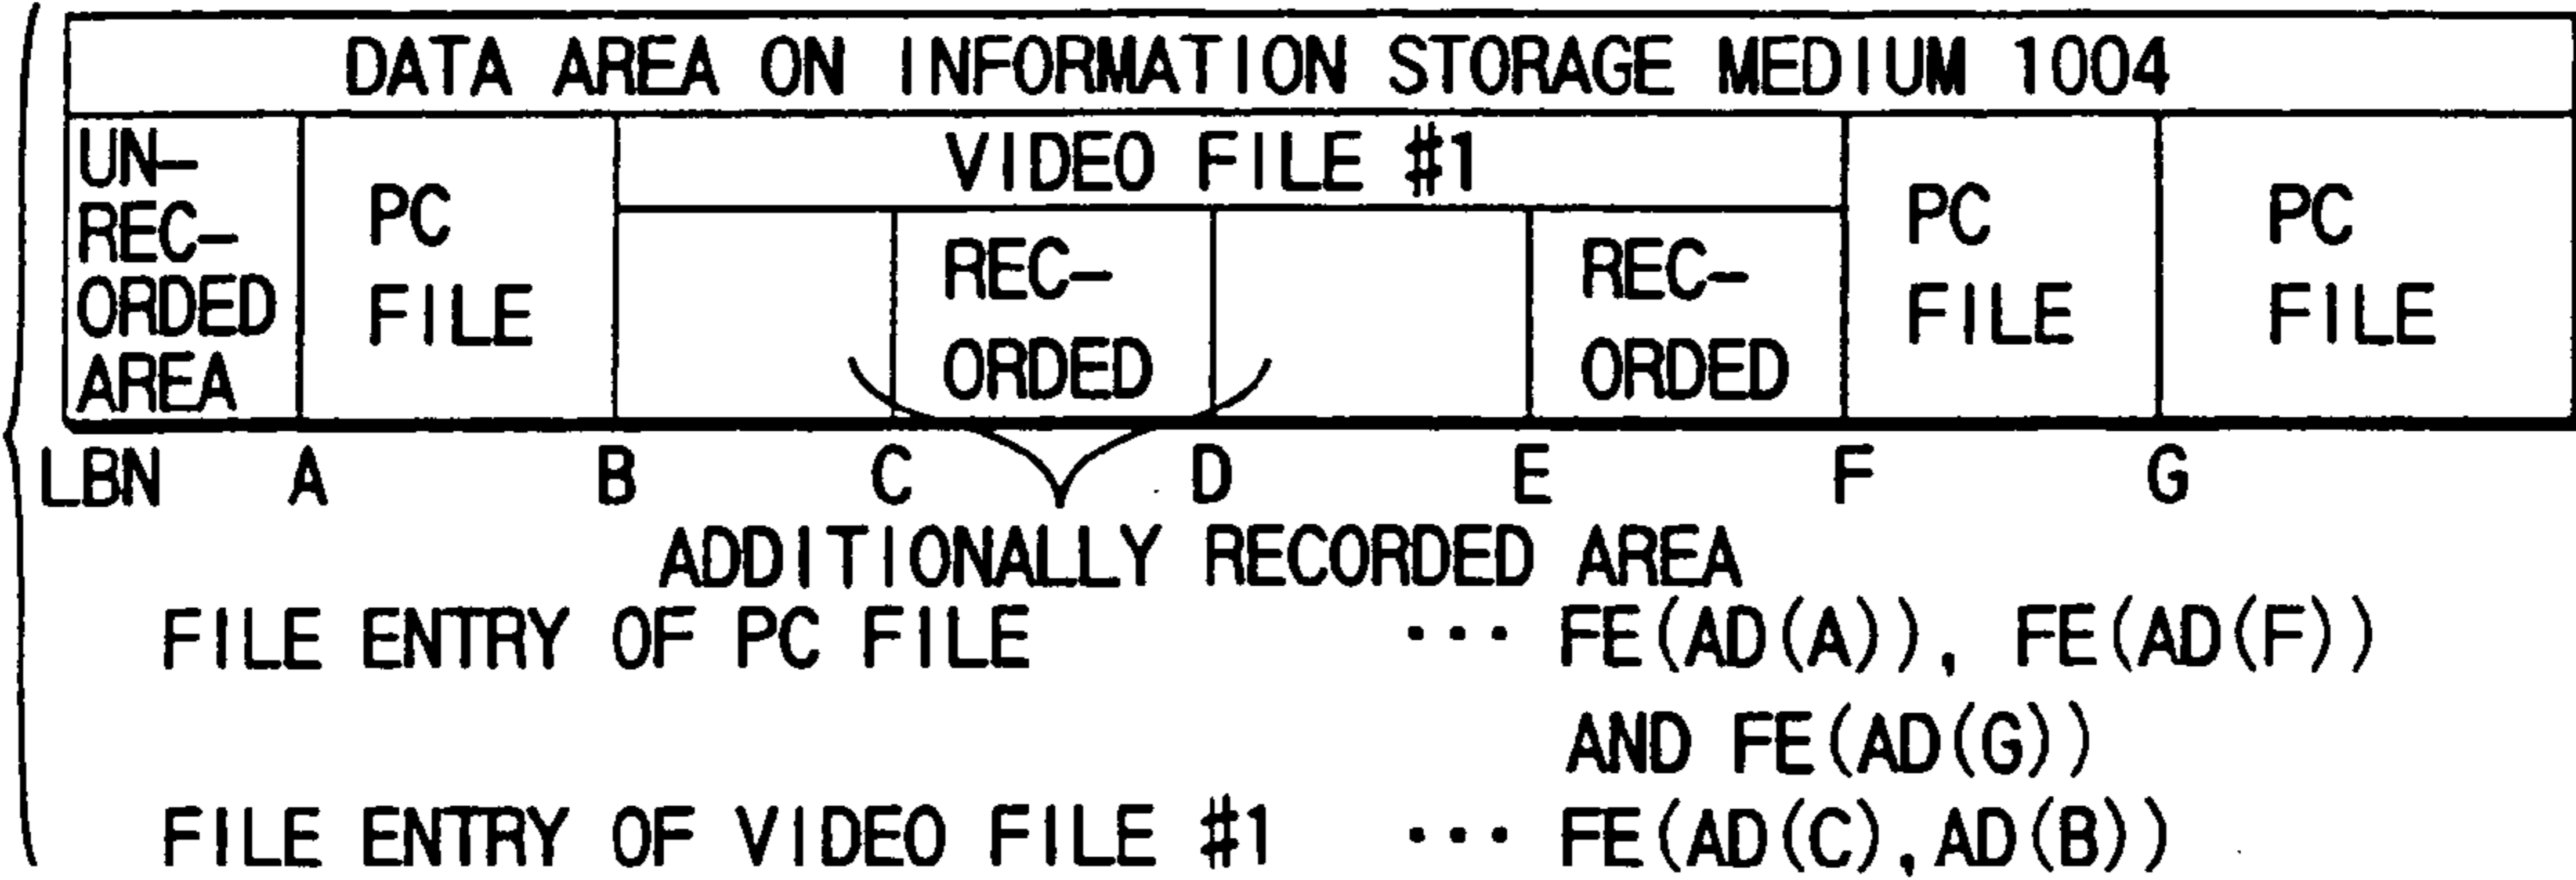 DATA AREA ON INFORMATION STORAGE MEDIUM 1004
UN-
REC-
ORDED
AREA
PC
FILE
VIDEO FILE #1
REC-
ORDED
REC-
ORDED
PC
FILE
PC
FILE
LBN A B C D E F G
ADDITIONALLY RECORDED AREA
FILE ENTRY OF PC FILE ··· FE(AD(A)), FE(AD(F))
AND FE(AD(G))
FILE ENTRY OF VIDEO FILE #1 ··· FE(AD(C),AD(B))